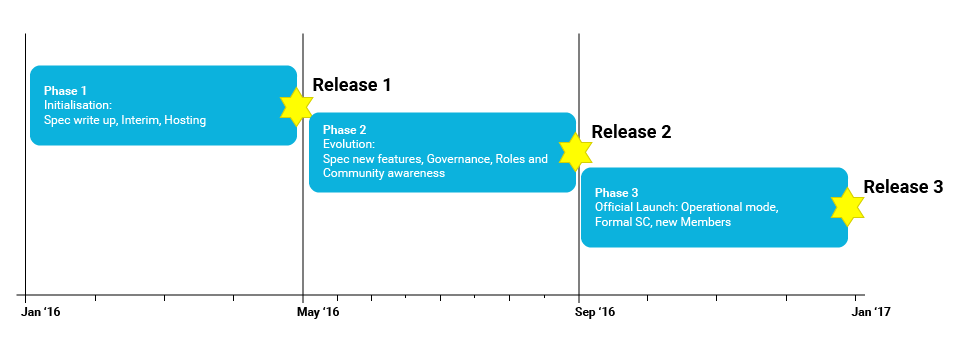 Release 1
Phase 1
Initialisation:
Spec write up, Interim, Hosting
Release 2
Phase 2
Evolution:
Spec new features, Governance, Roles and
Community awareness
Release 3
Phase 3
Official Launch: Operational mode,
Formal SC, new Members
Jan ‘16
May ‘16
Sep ‘16
Jan ‘17